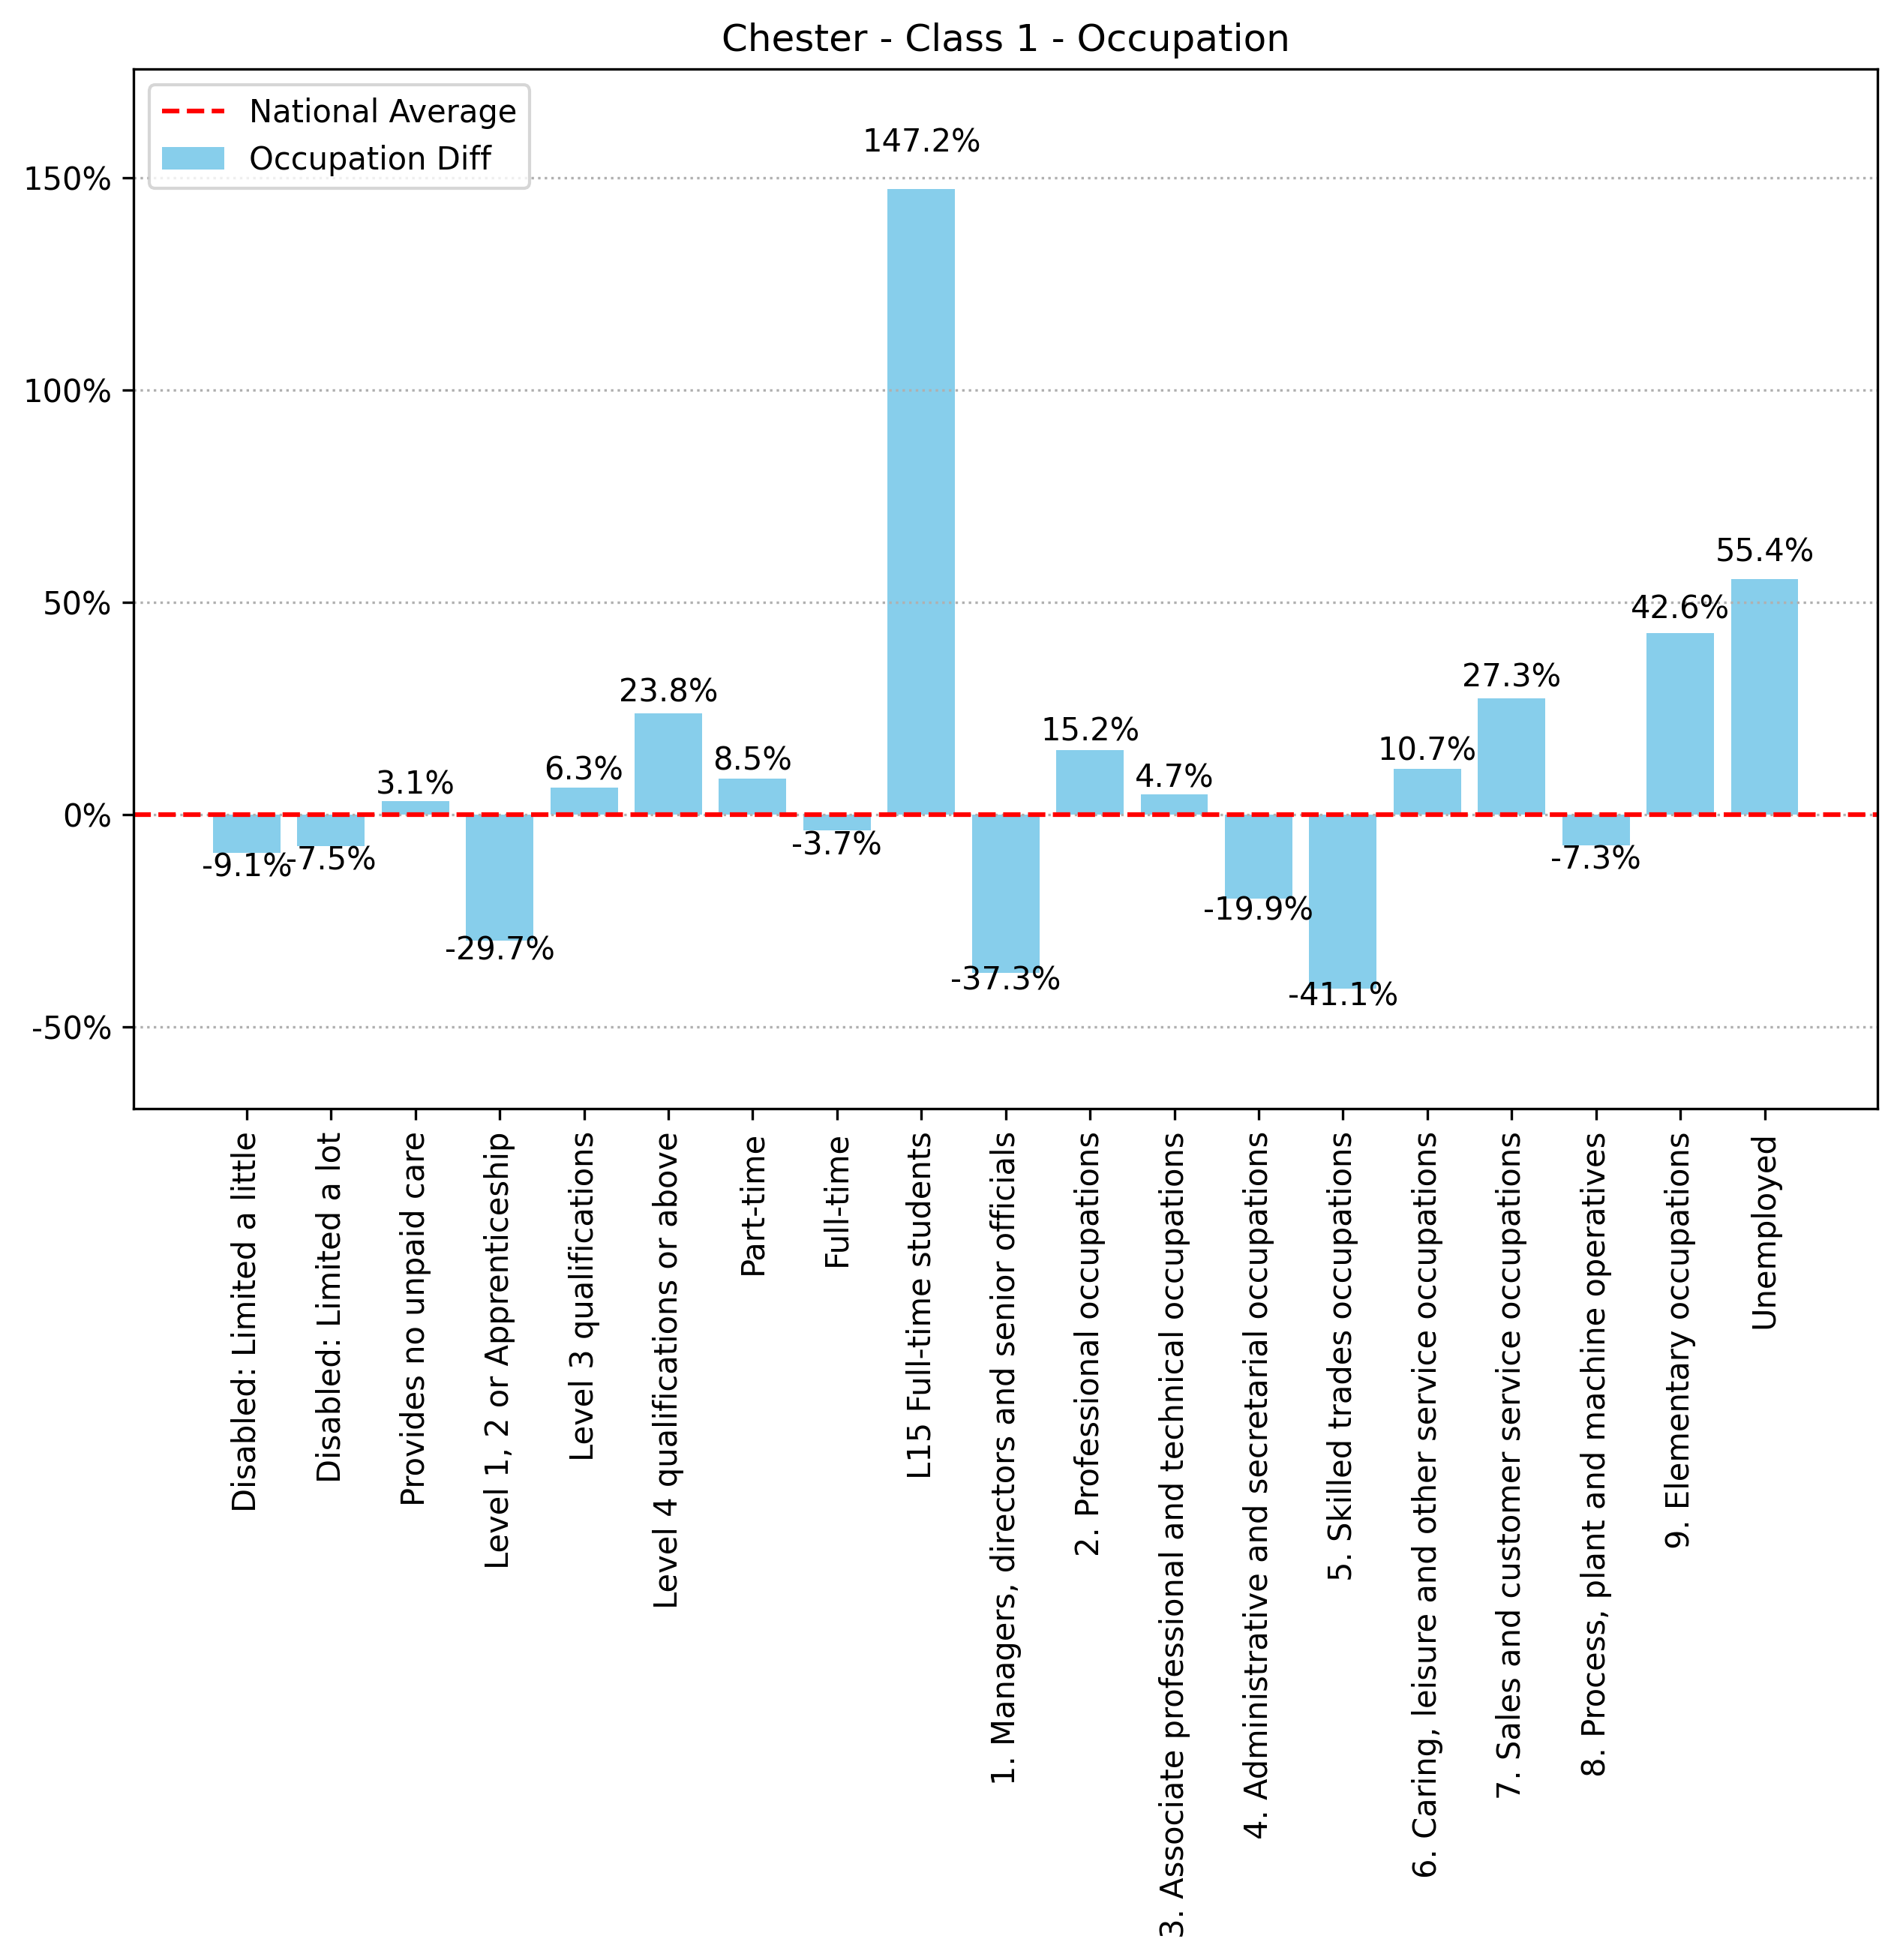 Chester - Class 1 - Occupation
National Average
Occupation Diff
150%
100%
50%
0%
-50%
-9.1%
-7.5%
3.1%
-29.7%
6.3%
23.8%
8.5%
-3.7%
147.2%
-37.3%
15.2%
4.7%
-19.9%
-41.1%
10.7%
27.3%
-7.3%
42.6%
55.4%
Disabled: Limited a little
Disabled: Limited a lot
Provides no unpaid care
Level 1, 2 or Apprenticeship
Level 3 qualifications
Level 4 qualifications or above
Part-time
Full-time
L15 Full-time students
1. Managers, directors and senior officials
2. Professional occupations
3. Associate professional and technical occupations
4. Administrative and secretarial occupations
5. Skilled trades occupations
6. Caring, leisure and other service occupations
7. Sales and customer service occupations
8. Process, plant and machine operatives
9. Elementary occupations
Unemployed